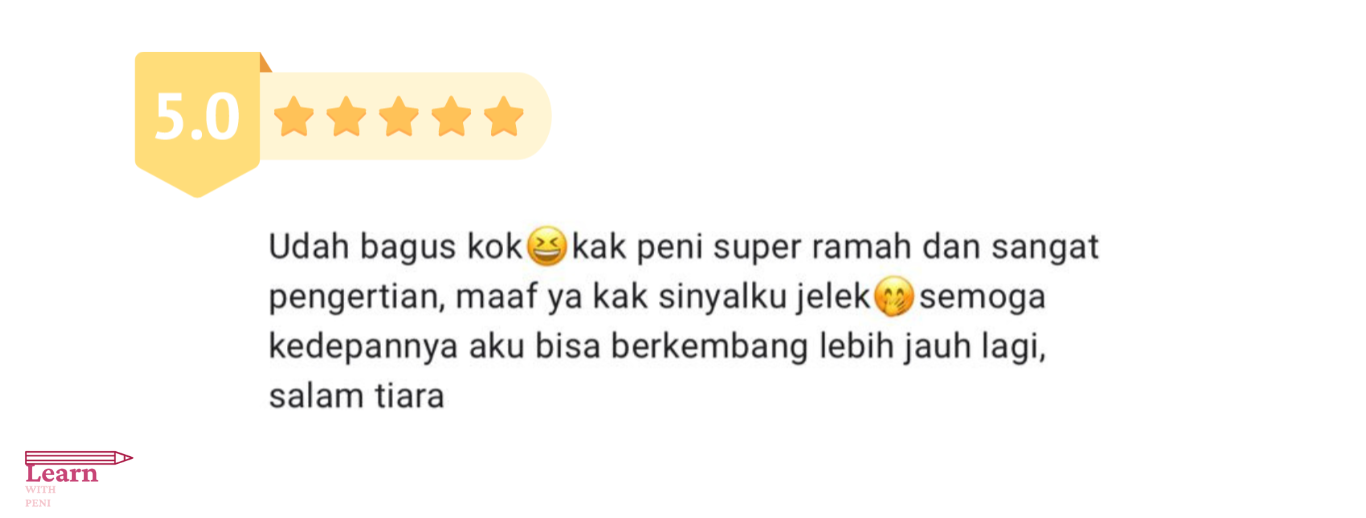 5.0
Udah bagus kok😆kak peni super ramah dan sangat
pengertian, maaf ya kak sinyalku jelek🤭semoga
kedepannya aku bisa berkembang lebih jauh lagi,
salam tiara
Learn
WITH
PENI